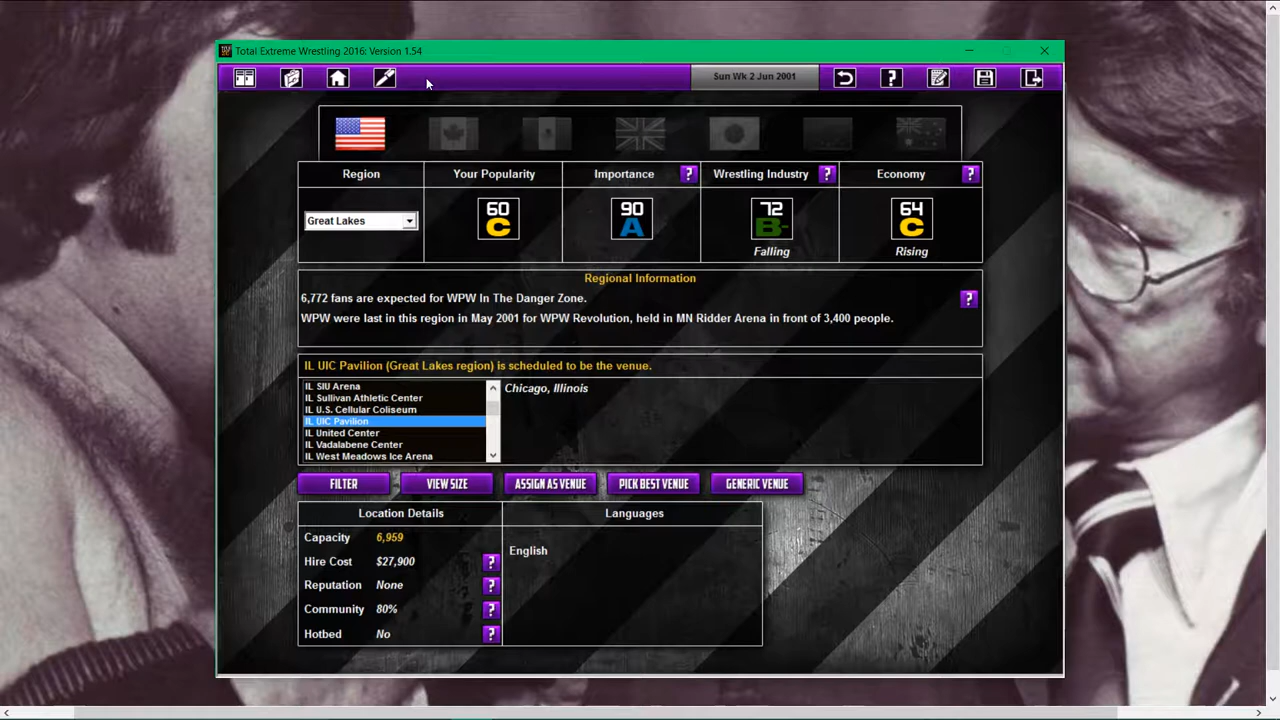 Total Extreme Wrestling 2016: Version 1.54
Sun Wk 2 Jun 2001
?
Region
Your Popularity
Importance ?
Wrestling Industry ?
Economy ?
Great Lakes
60 C
90 A
72 B-
64 C
Falling
Rising
Regional Information
6,772 fans are expected for WPW In The Danger Zone.
?
WPW were last in this region in May 2001 for WPW Revolution, held in MN Ridder Arena in front of 3,400 people.
IL UIC Pavilion (Great Lakes region) is scheduled to be the venue.
IL SIU Arena
IL Sullivan Athletic Center
IL U.S. Cellular Coliseum
IL UIC Pavilion
IL United Center
IL Vadalabene Center
IL West Meadows Ice Arena
Chicago, Illinois
FILTER
VIEW SIZE
ASSIGN AS VENUE
PICK BEST VENUE
GENERIC VENUE
Location Details
Languages
Capacity 6,959
Hire Cost $27,900 ?
Reputation None ?
Community 80% ?
Hotbed No ?
English